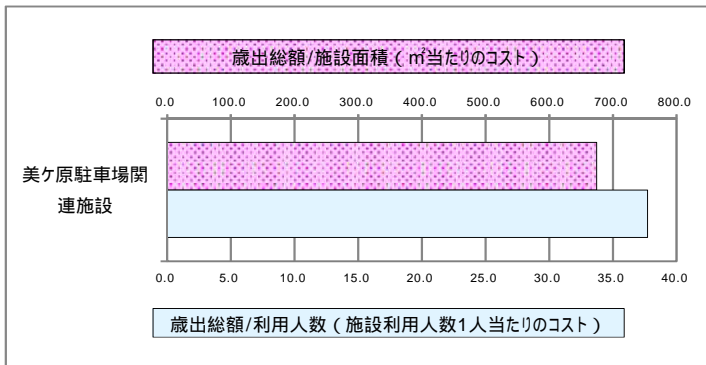 歳出総額/施設面積(㎡当たりのコスト)
0.0 100.0 200.0 300.0 400.0 500.0 600.0 700.0 800.0
美ケ原駐車場関
連施設
0.0 5.0 10.0 15.0 20.0 25.0 30.0 35.0 40.0
歳出総額/利用人数(施設利用人数1人当たりのコスト)